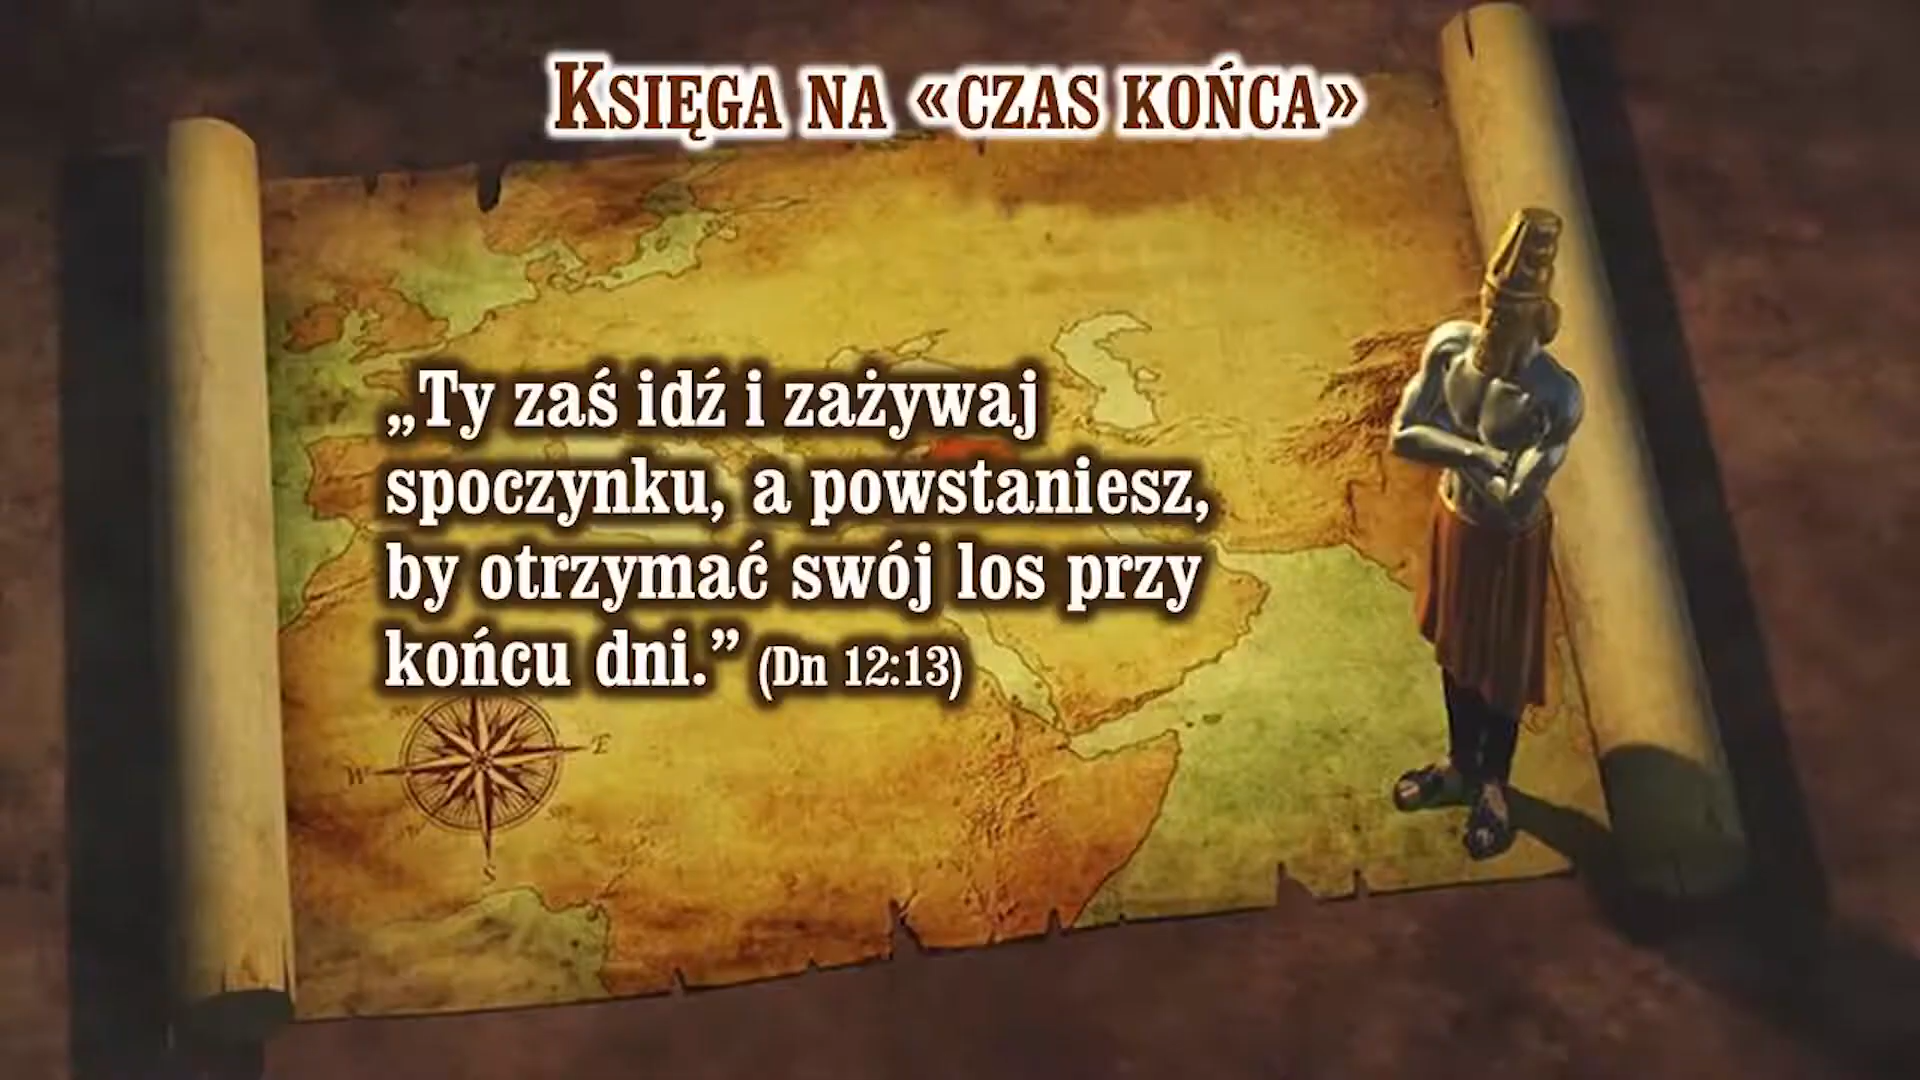 KSIĘGA NA «CZAS KOŃCA»
„Ty zaś idź i zażywaj
spoczynku, a powstaniesz,
by otrzymać swój los przy
końcu dni.” (Dn 12:13)
W
E
S